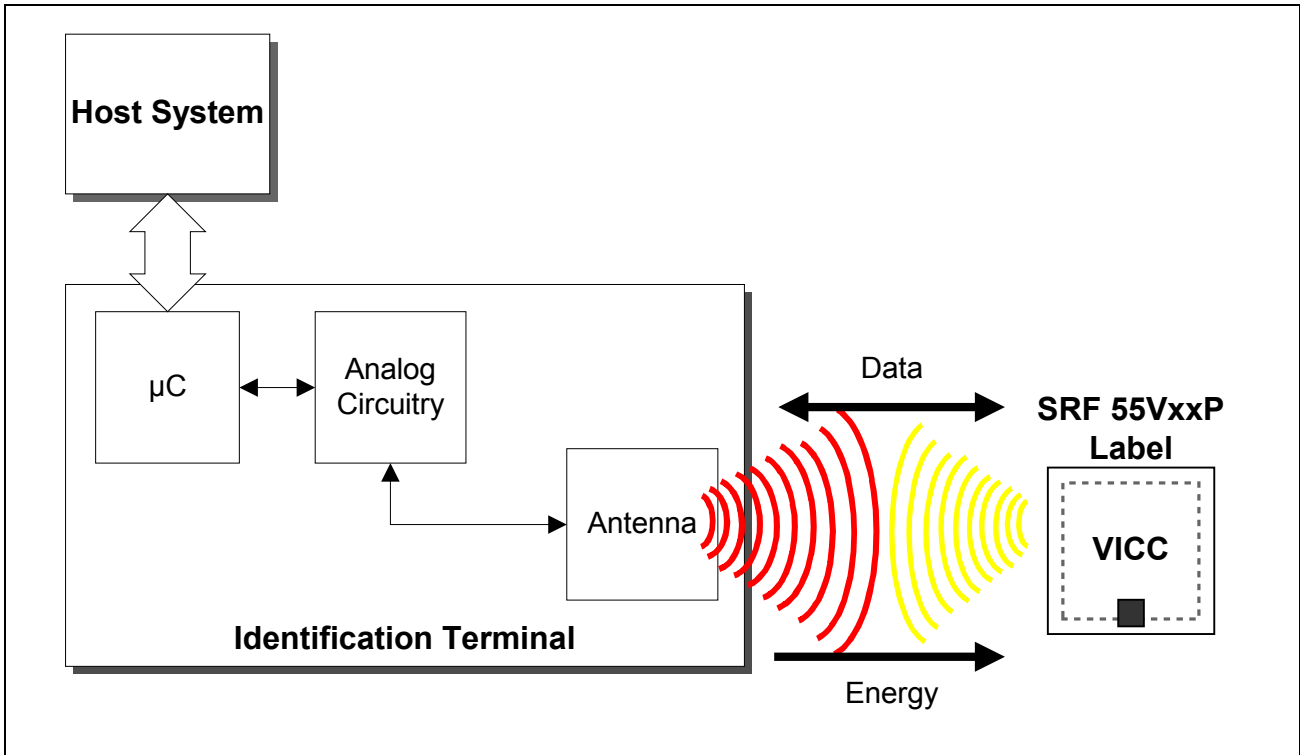 Host System
µC
Analog
Circuitry
Antenna
Identification Terminal
Data
SRF 55VxxP
Label
VICC
Energy